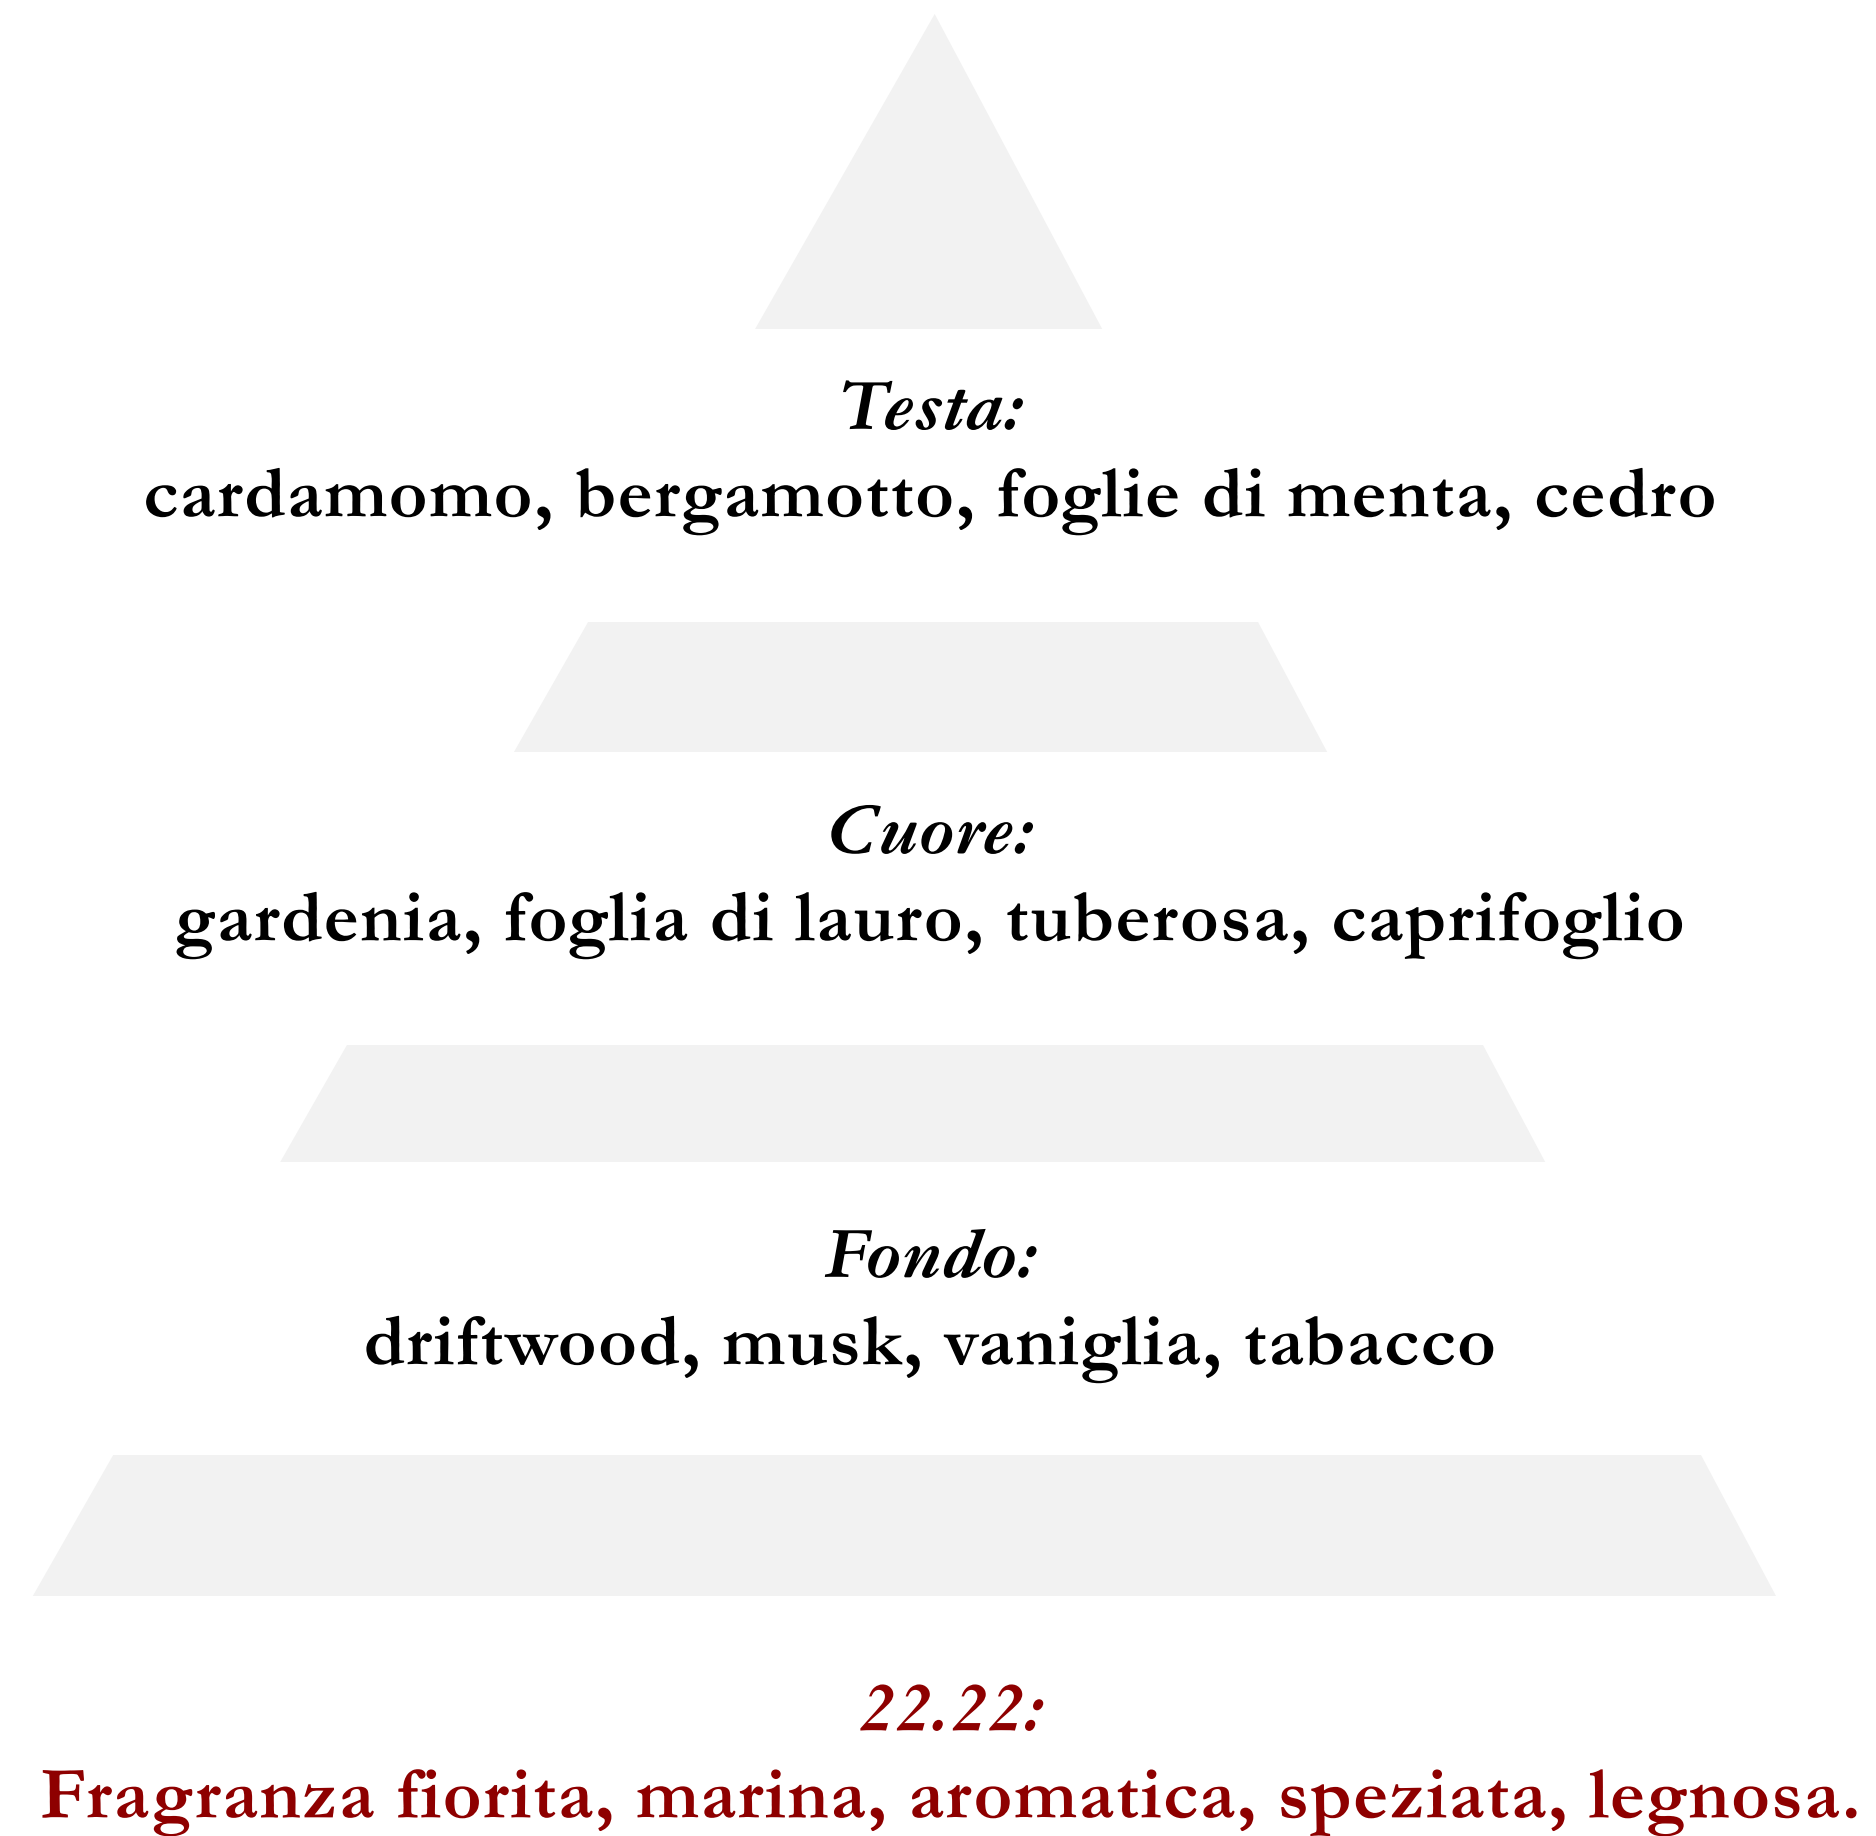 Testa:
cardamomo, bergamotto, foglie di menta, cedro
Cuore:
gardenia, foglia di lauro, tuberosa, caprifoglio
Fondo:
driftwood, musk, vaniglia, tabacco
22.22:
Fragranza fiorita, marina, aromatica, speziata, legnosa.